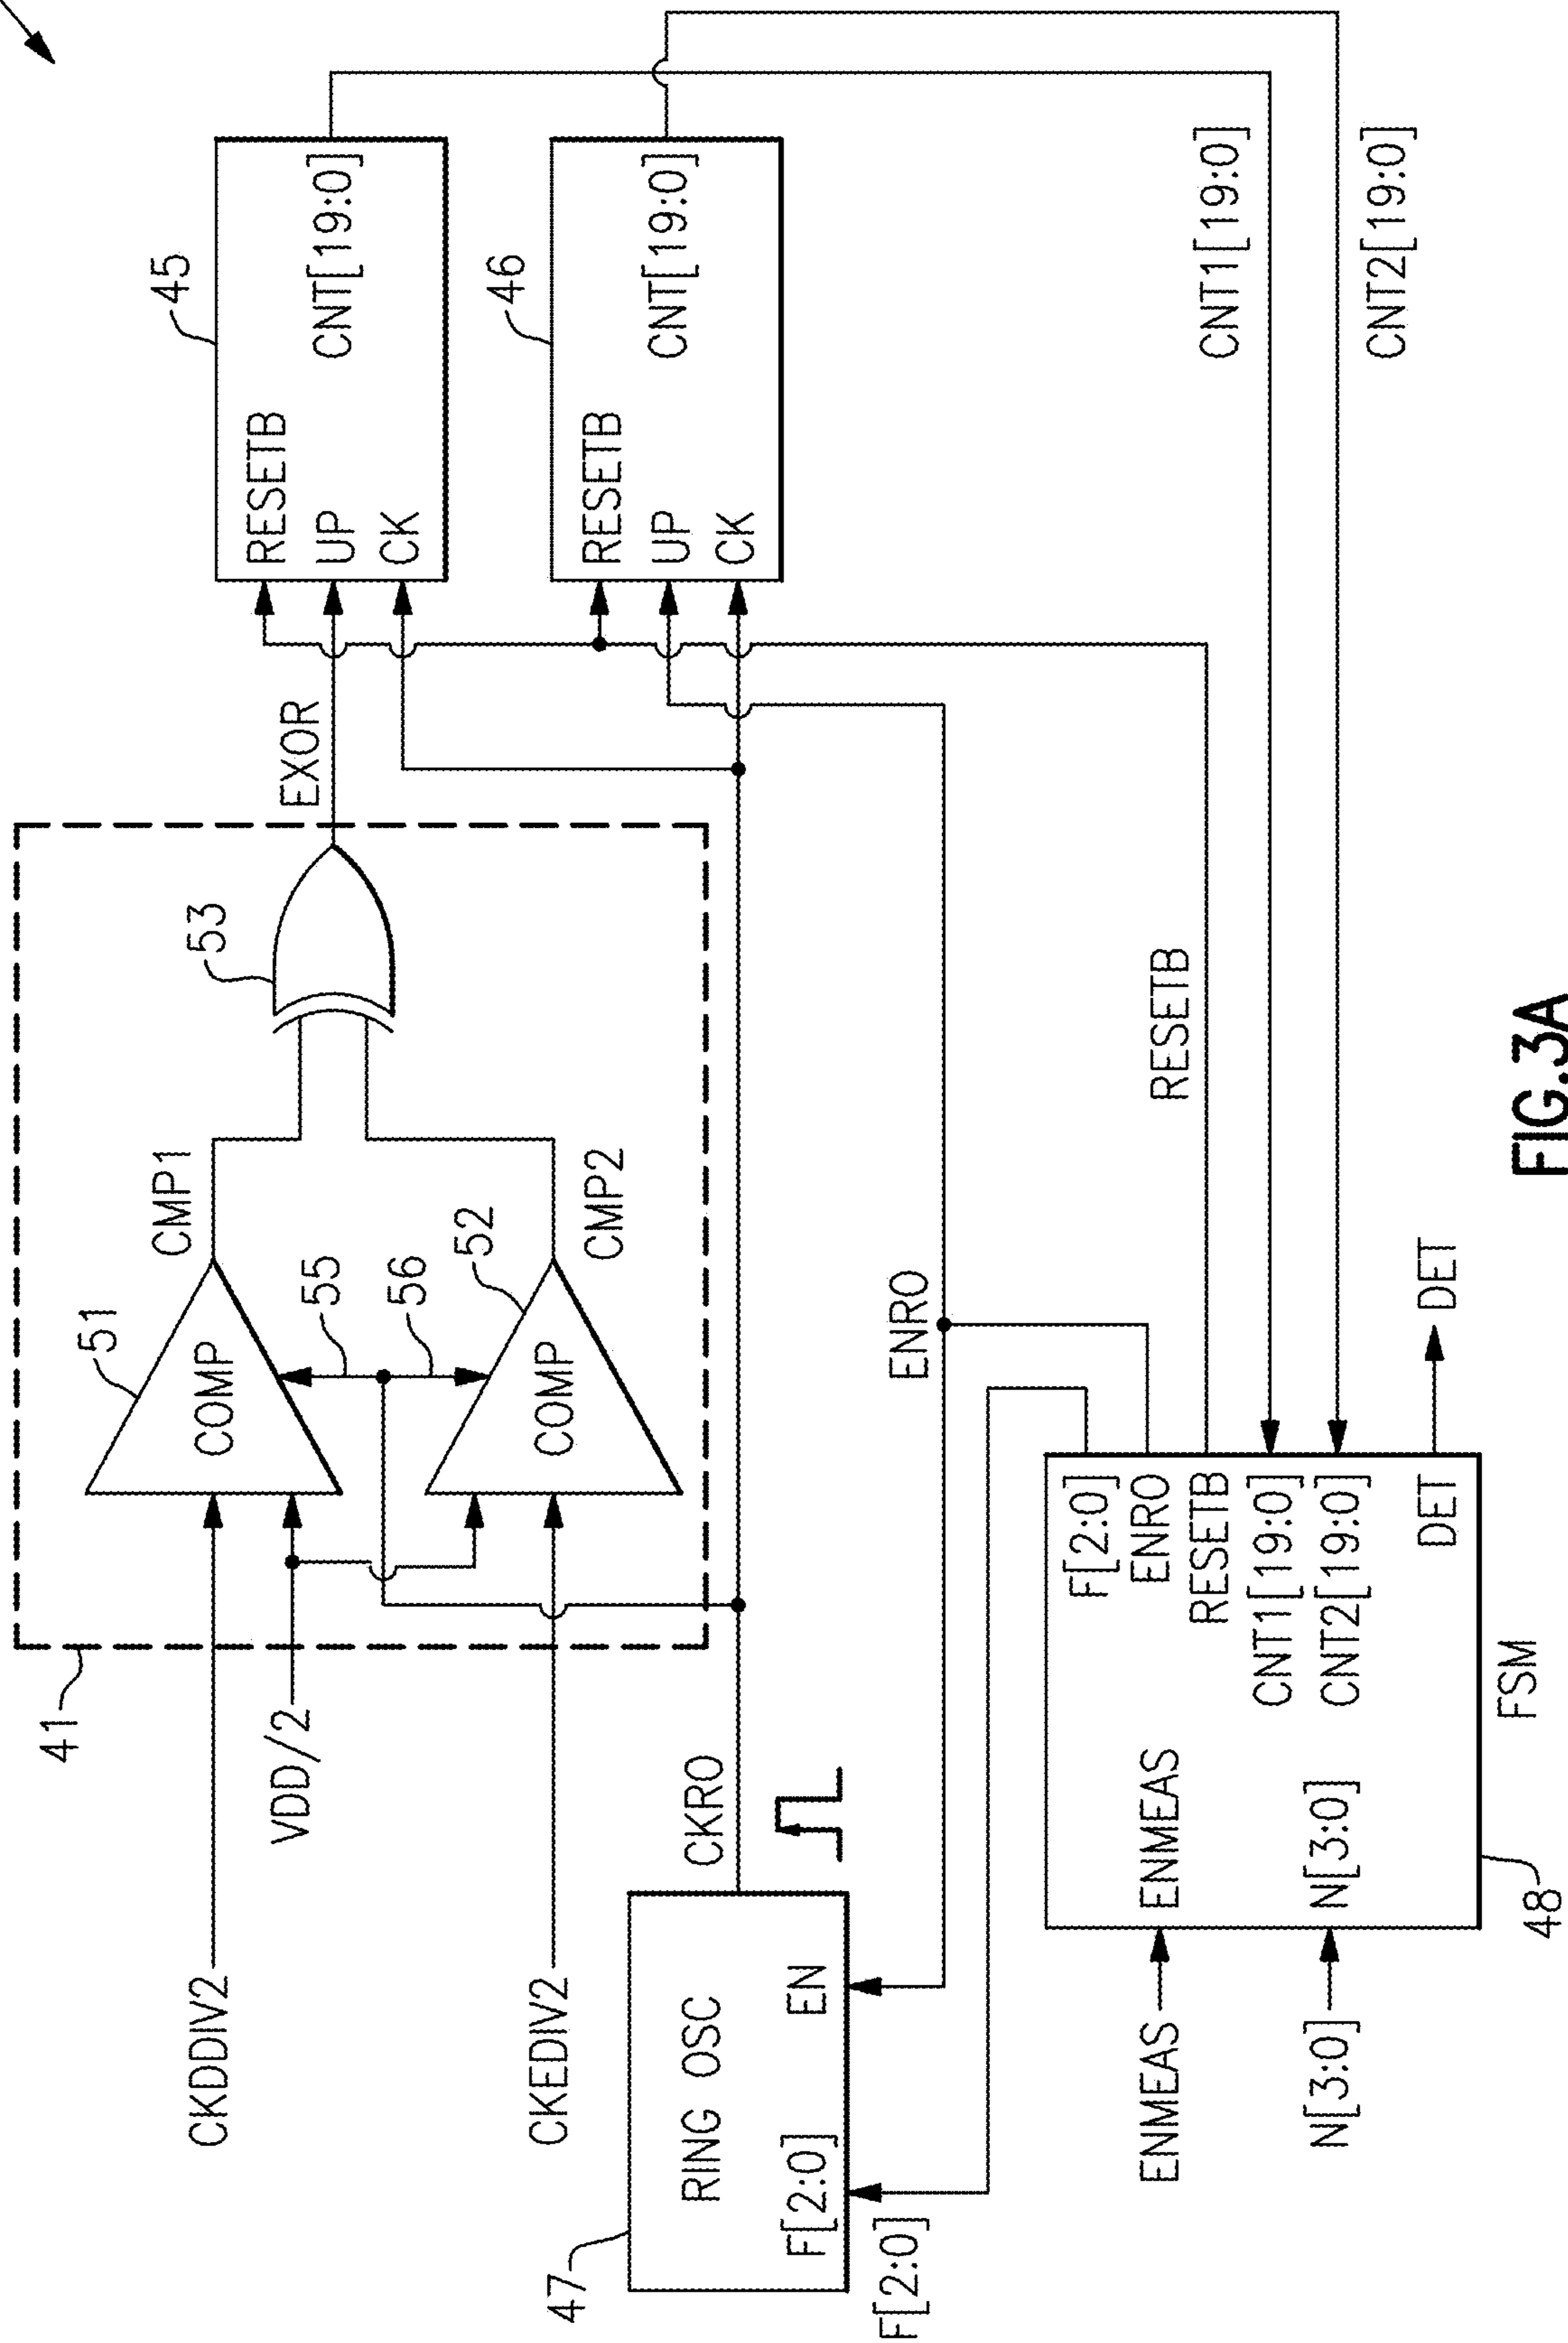 41
CKDDIV2
VDD/2
CKEDIV2
51
COMP
CMP1
55
56
52
COMP
CMP2
53
EXOR
45
RESETB
UP
CK
CNT[19:0]
46
RESETB
UP
CK
CNT[19:0]
47
RING OSC
F[2:0]
EN
CKRO
F[2:0]
ENRO
RESETB
CNT1[19:0]
CNT2[19:0]
ENMEAS
N[3:0]
ENMEAS
N[3:0]
F[2:0]
ENRO
RESETB
CNT1[19:0]
CNT2[19:0]
DET
DET
48
FSM
FIG.3A